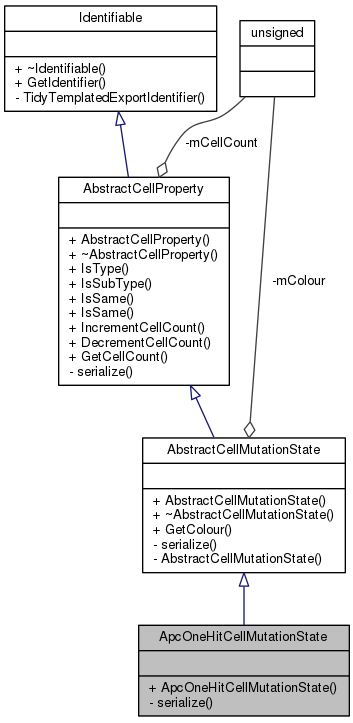 Identifiable
+ ~Identifiable()
+ GetIdentifier()
- TidyTemplatedExportIdentifier()
unsigned
-mCellCount
AbstractCellProperty
+ AbstractCellProperty()
+ ~AbstractCellProperty()
+ IsType()
+ IsSubType()
+ IsSame()
+ IsSame()
+ IncrementCellCount()
+ DecrementCellCount()
+ GetCellCount()
- serialize()
-mColour
AbstractCellMutationState
+ AbstractCellMutationState()
+ ~AbstractCellMutationState()
+ GetColour()
- serialize()
- AbstractCellMutationState()
ApcOneHitCellMutationState
+ ApcOneHitCellMutationState()
- serialize()